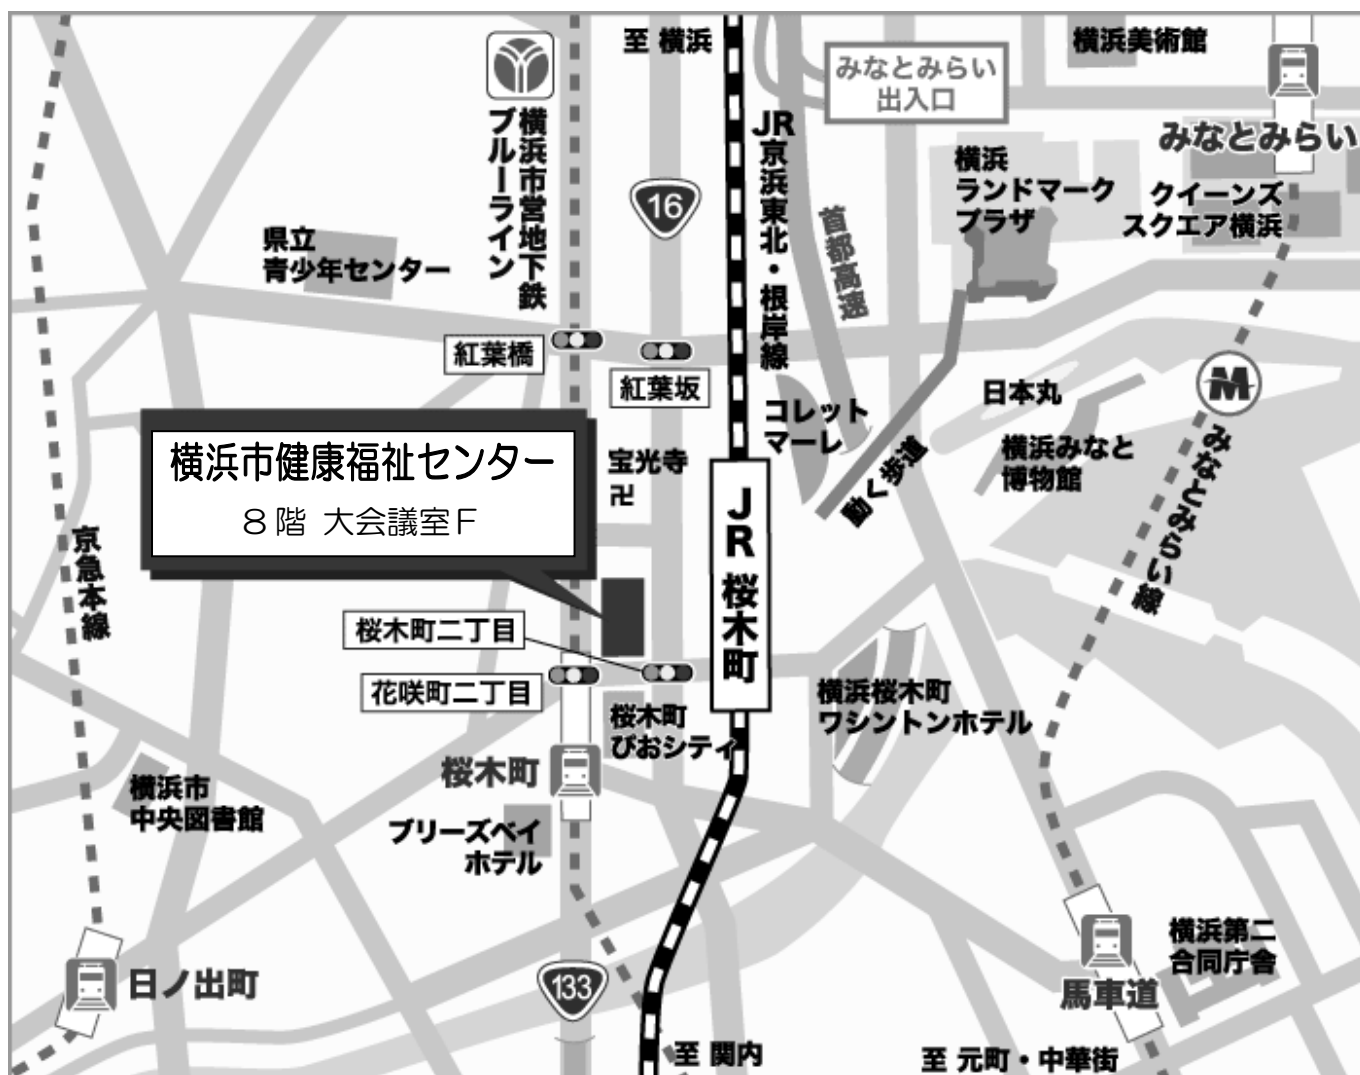 至 横浜
横浜美術館
みなとみらい
出入口
みなとみらい
横浜市営地下鉄
ブルーライン
JR京浜東北・根岸線
横浜
ランドマーク
プラザ
クイーンズ
スクエア横浜
16
首都高速
県立
青少年センター
紅葉橋
紅葉坂
コレット
マーレ
日本丸
横浜みなと
博物館
動く歩道
M
みなとみらい線
横浜市健康福祉センター
8階 大会議室F
宝光寺
卍
京急本線
JR 桜木町
桜木町二丁目
花咲町二丁目
桜木町
ぴおシティ
横浜桜木町
ワシントンホテル
桜木町
横浜市
中央図書館
ブリーズベイ
ホテル
日ノ出町
133
横浜第二
合同庁舎
馬車道
至 関内
至 元町・中華街